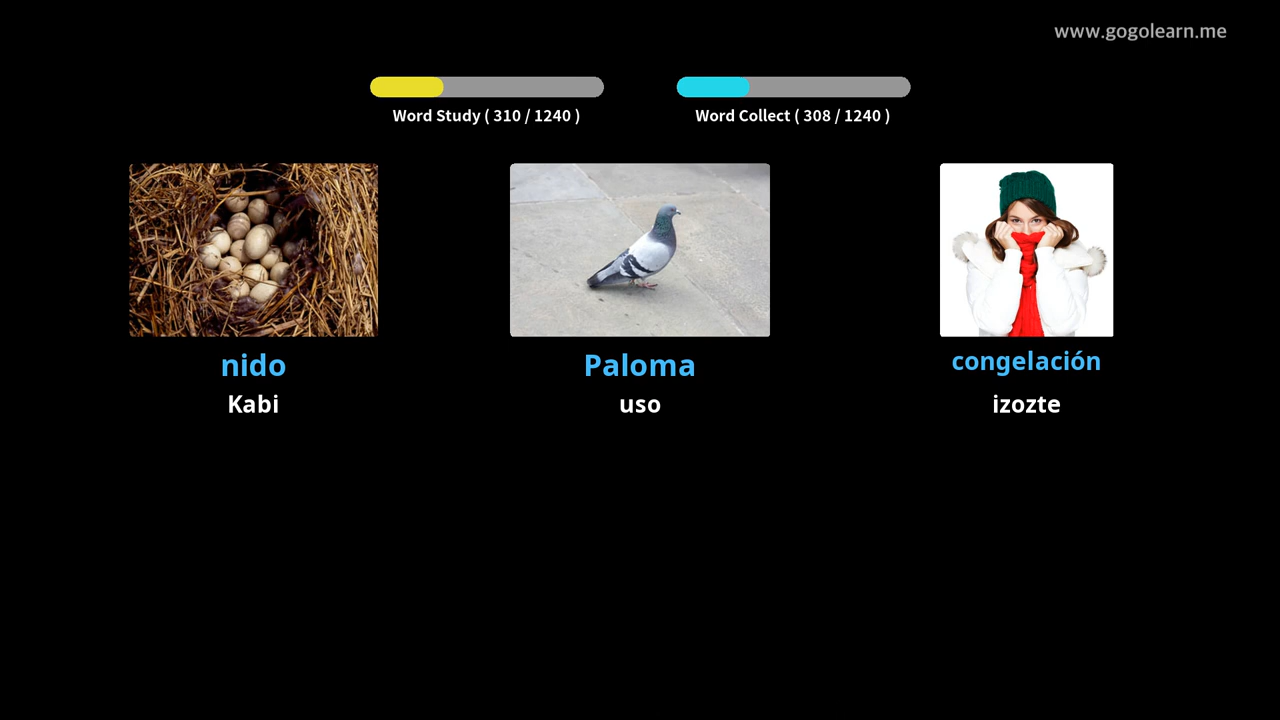 www.gogolearn.me
Word Study ( 310 / 1240 )
Word Collect ( 308 / 1240 )
nido
Kabi
Paloma
uso
congelación
izozte